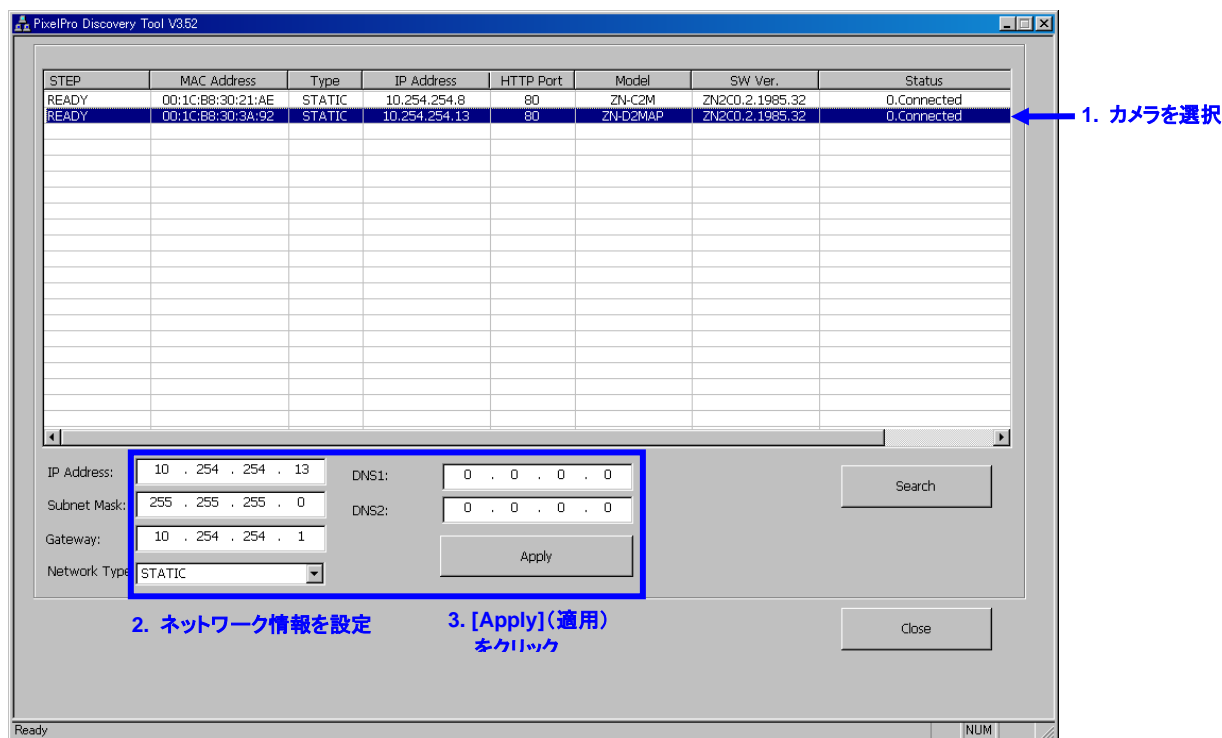 PixelPro Discovery Tool V3.52
STEP MAC Address Type IP Address HTTP Port Model SW Ver. Status
READY 00:1C:B8:30:21:AE STATIC 10.254.254.8 80 ZN-C2M ZN2C0.2.1985.32 0.Connected
READY 00:1C:B8:30:3A:92 STATIC 10.254.254.13 80 ZN-D2MAP ZN2C0.2.1985.32 0.Connected
1. カメラを選択
IP Address: 10 . 254 . 254 . 13 DNS1: 0 . 0 . 0 . 0
Search
Subnet Mask: 255 . 255 . 255 . 0 DNS2: 0 . 0 . 0 . 0
Gateway: 10 . 254 . 254 . 1
Apply
Network Type STATIC
2. ネットワーク情報を設定
3. [Apply](適用)
をクリック
Close
Ready NUM